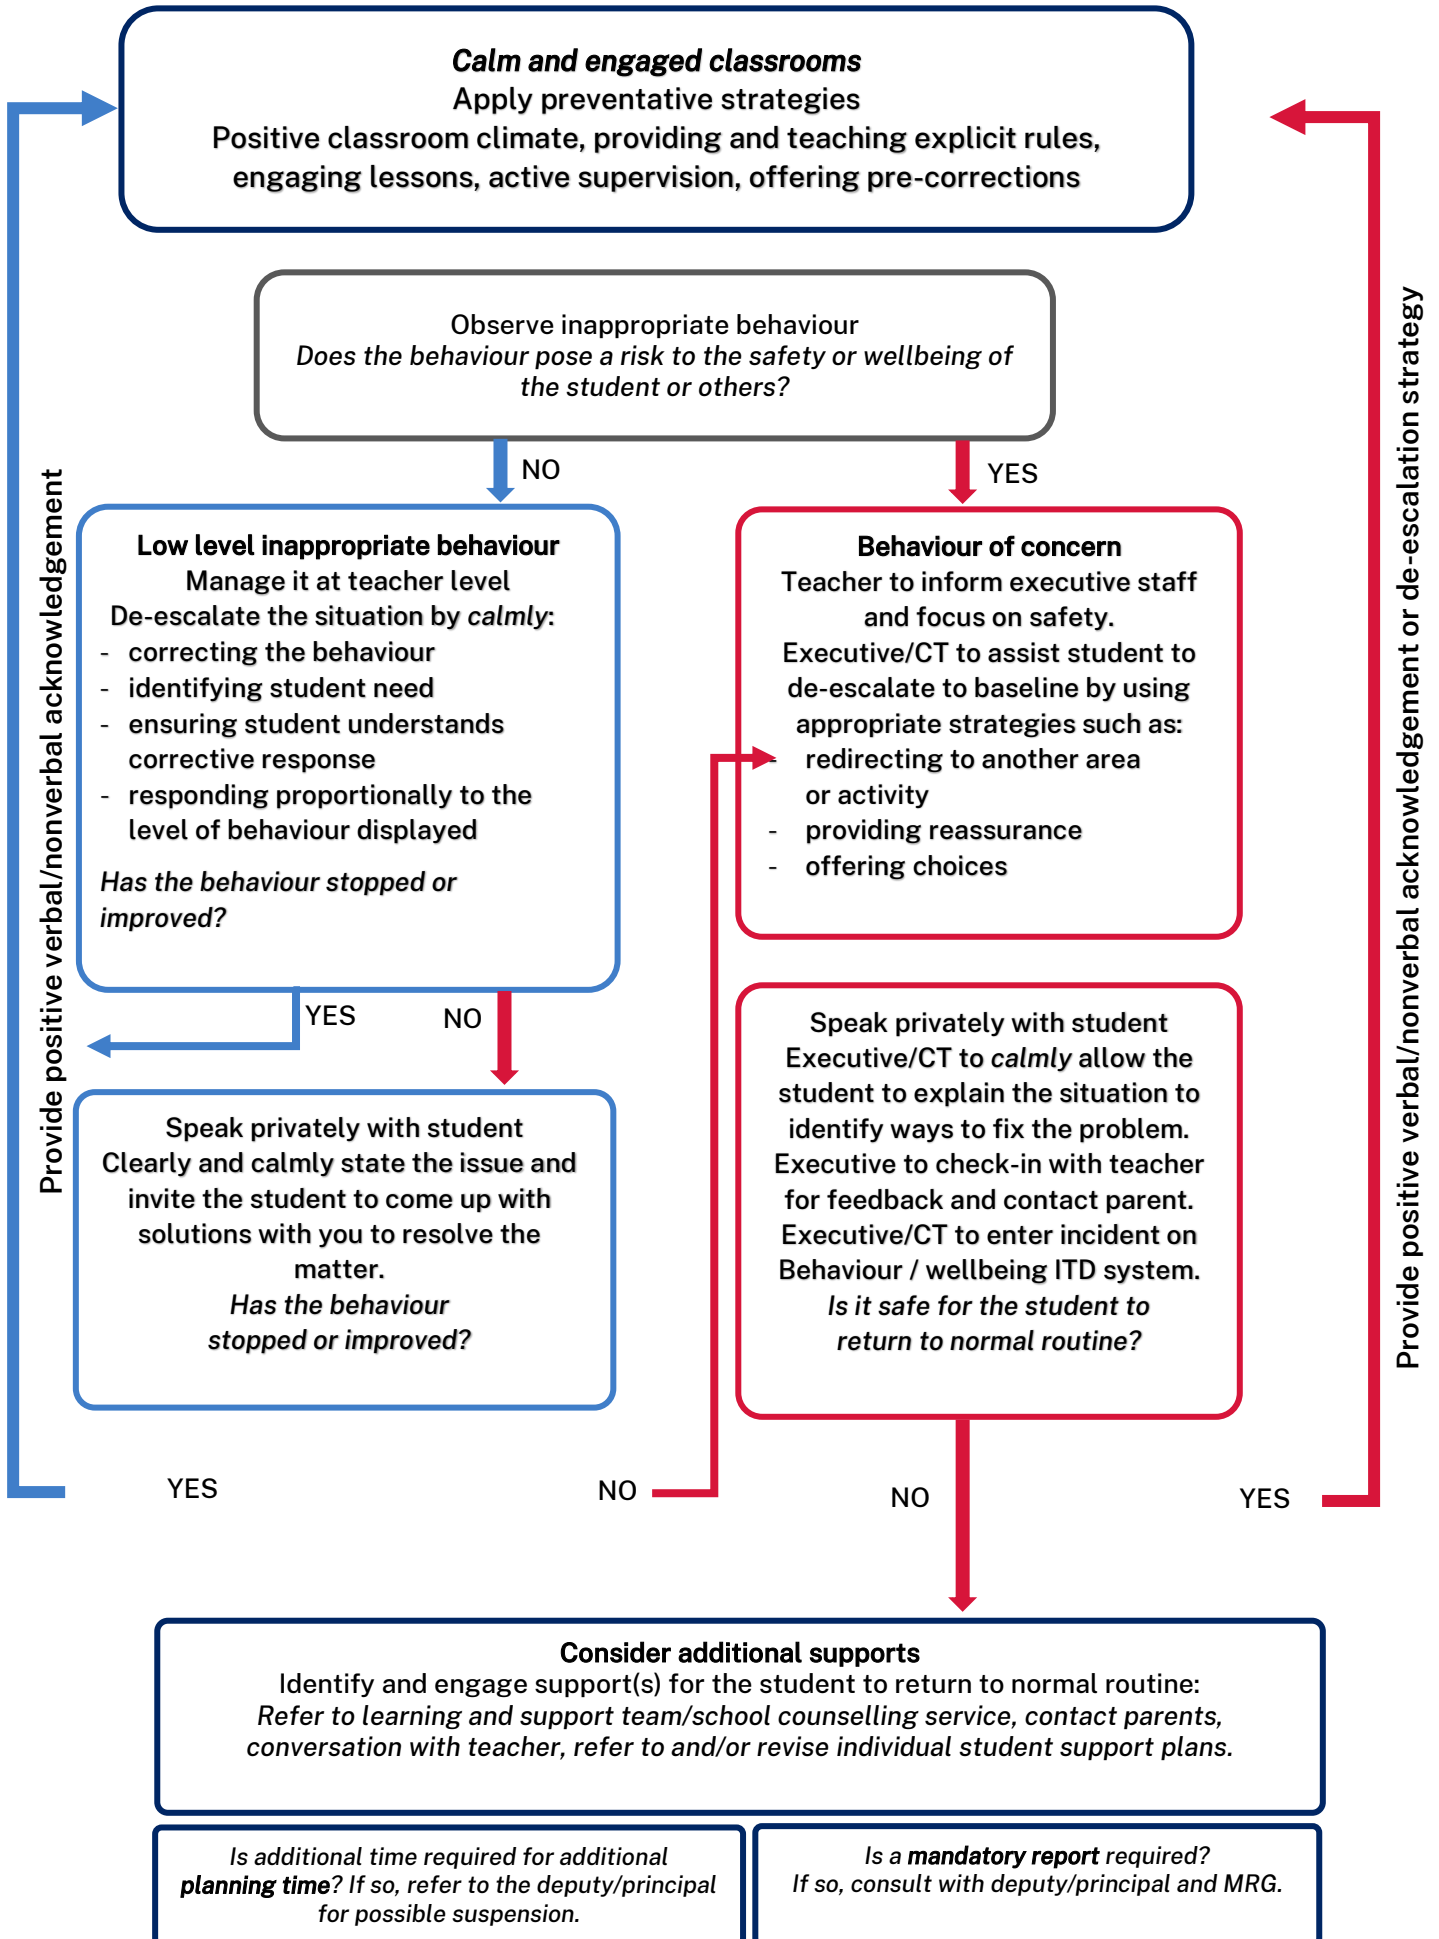 Calm and engaged classrooms
Apply preventative strategies
Positive classroom climate, providing and teaching explicit rules,
engaging lessons, active supervision, offering pre-corrections
Observe inappropriate behaviour
Does the behaviour pose a risk to the safety or wellbeing of
the student or others?
NO
YES
Low level inappropriate behaviour
Manage it at teacher level
De-escalate the situation by calmly:
- correcting the behaviour
- identifying student need
- ensuring student understands
corrective response
- responding proportionally to the
level of behaviour displayed
Has the behaviour stopped or
improved?
Behaviour of concern
Teacher to inform executive staff
and focus on safety.
Executive/CT to assist student to
de-escalate to baseline by using
appropriate strategies such as:
- redirecting to another area
or activity
- providing reassurance
- offering choices
YES
NO
Speak privately with student
Clearly and calmly state the issue and
invite the student to come up with
solutions with you to resolve the
matter.
Has the behaviour
stopped or improved?
Speak privately with student
Executive/CT to calmly allow the
student to explain the situation to
identify ways to fix the problem.
Executive to check-in with teacher
for feedback and contact parent.
Executive/CT to enter incident on
Behaviour / wellbeing ITD system.
Is it safe for the student to
return to normal routine?
YES
NO
NO
YES
Provide positive verbal/nonverbal acknowledgement
Provide positive verbal/nonverbal acknowledgement or de-escalation strategy
Consider additional supports
Identify and engage support(s) for the student to return to normal routine:
Refer to learning and support team/school counselling service, contact parents,
conversation with teacher, refer to and/or revise individual student support plans.
Is additional time required for additional
planning time? If so, refer to the deputy/principal
for possible suspension.
Is a mandatory report required?
If so, consult with deputy/principal and MRG.